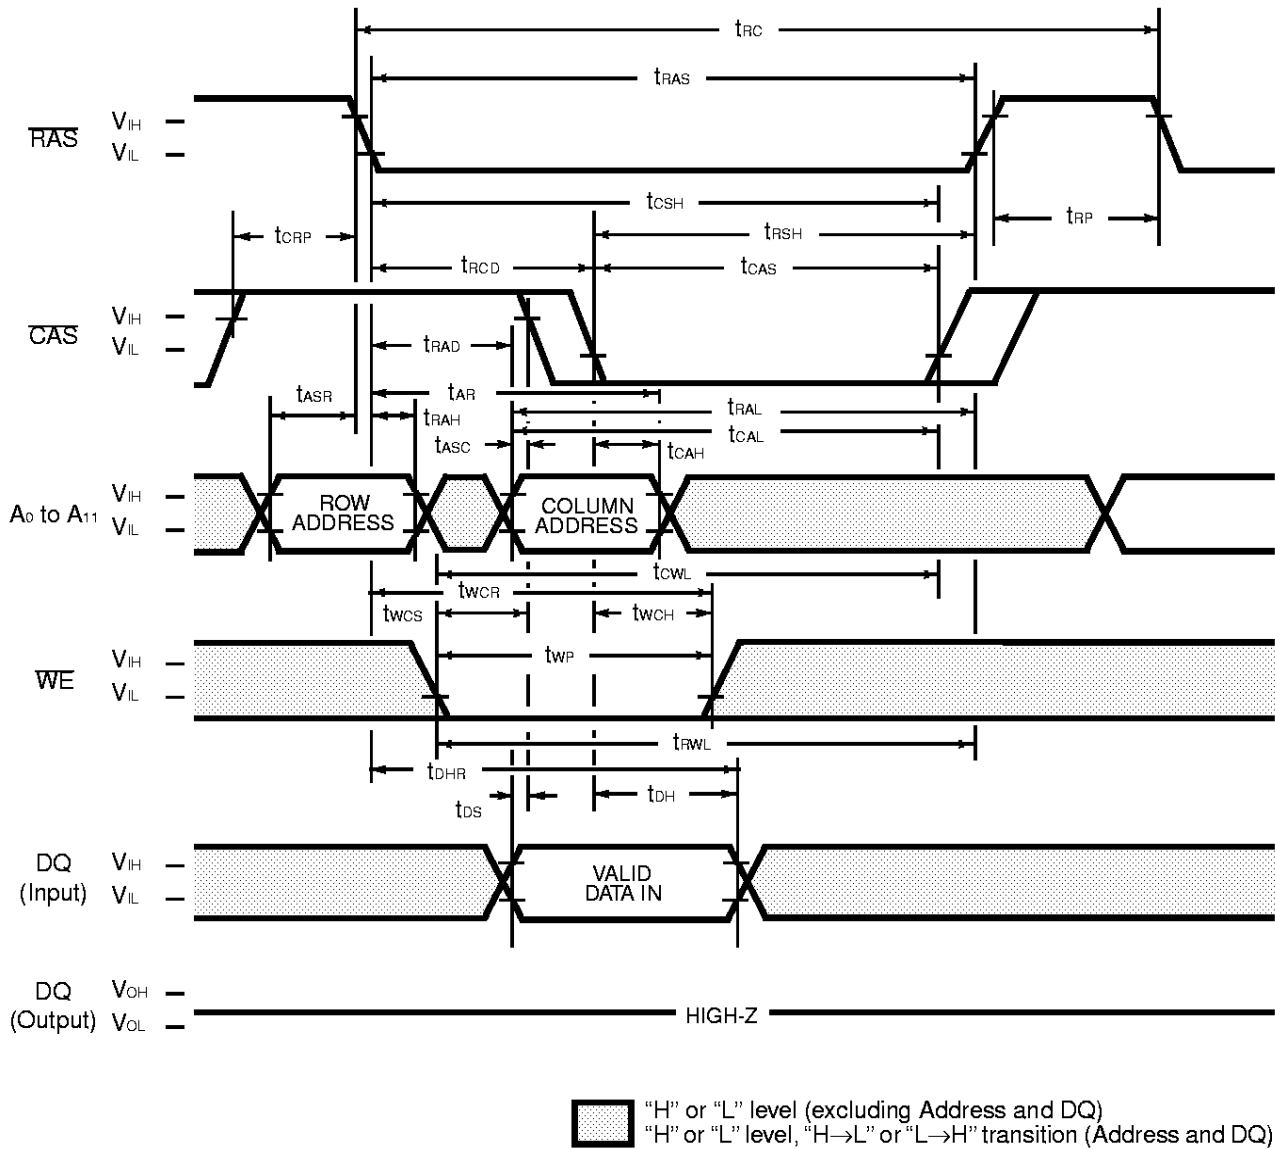 tRC
tRAS
RAS
VIH
VIL
tCSH
tCRP
tRSH
tRP
tRCD
tCAS
CAS
VIH
VIL
tRAD
tASR
tAR
tRAH
tRAL
tASC
tCAL
tCAH
A0 to A11
VIH
VIL
ROW
ADDRESS
COLUMN
ADDRESS
tCWL
tWCR
tWCS
tWCH
WE
VIH
VIL
tWP
tRWL
tDHR
tDS
tDH
DQ
(Input)
VIH
VIL
VALID
DATA IN
DQ
(Output)
VOH
VOL
HIGH-Z
“H” or “L” level (excluding Address and DQ)
“H” or “L” level, “H→L” or “L→H” transition (Address and DQ)